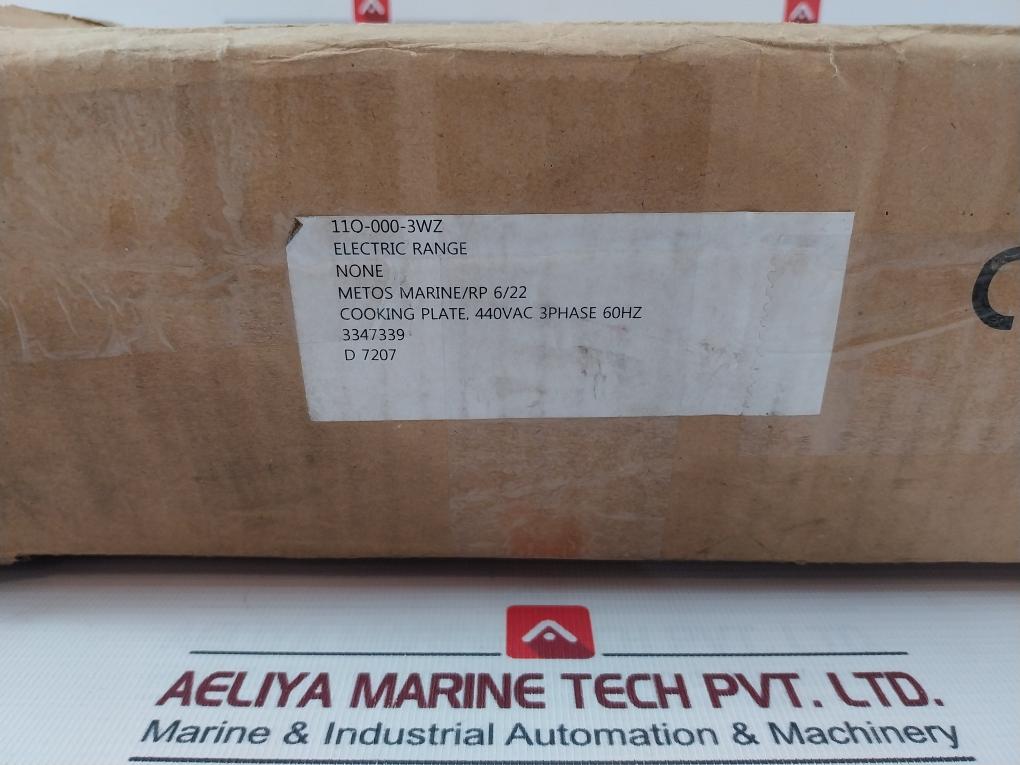 11O-000-3WZ
ELECTRIC RANGE
NONE
METOS MARINE/RP 6/22
COOKING PLATE, 440VAC 3PHASE 60HZ
3347339
D 7207
AELIYA MARINE TECH PVT. LTD.
Marine & Industrial Automation & Machinery